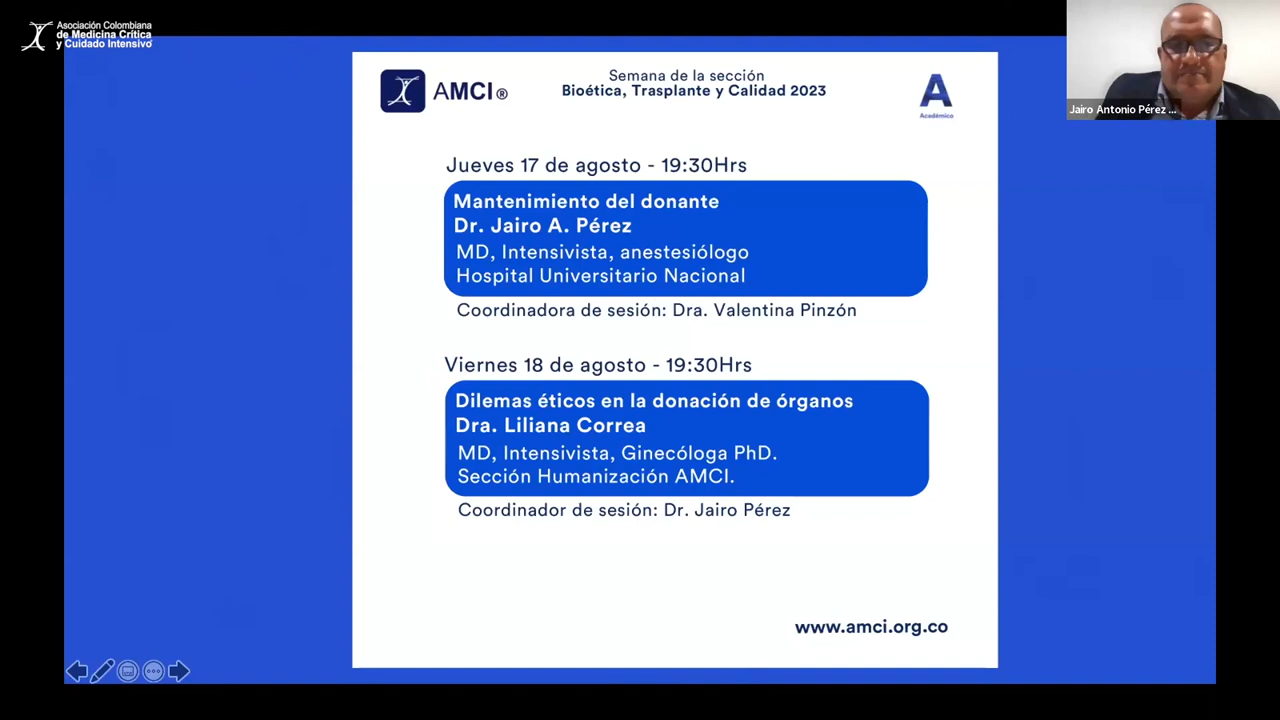 Asociación Colombiana
de Medicina Crítica
y Cuidado Intensivo
AMCI®
Semana de la sección
Bioética, Trasplante y Calidad 2023
A
Académico
Jairo Antonio Pérez ...
Jueves 17 de agosto - 19:30Hrs
Mantenimiento del donante
Dr. Jairo A. Pérez
MD, Intensivista, anestesiólogo
Hospital Universitario Nacional
Coordinadora de sesión: Dra. Valentina Pinzón
Viernes 18 de agosto - 19:30Hrs
Dilemas éticos en la donación de órganos
Dra. Liliana Correa
MD, Intensivista, Ginecóloga PhD.
Sección Humanización AMCI.
Coordinador de sesión: Dr. Jairo Pérez
www.amci.org.co